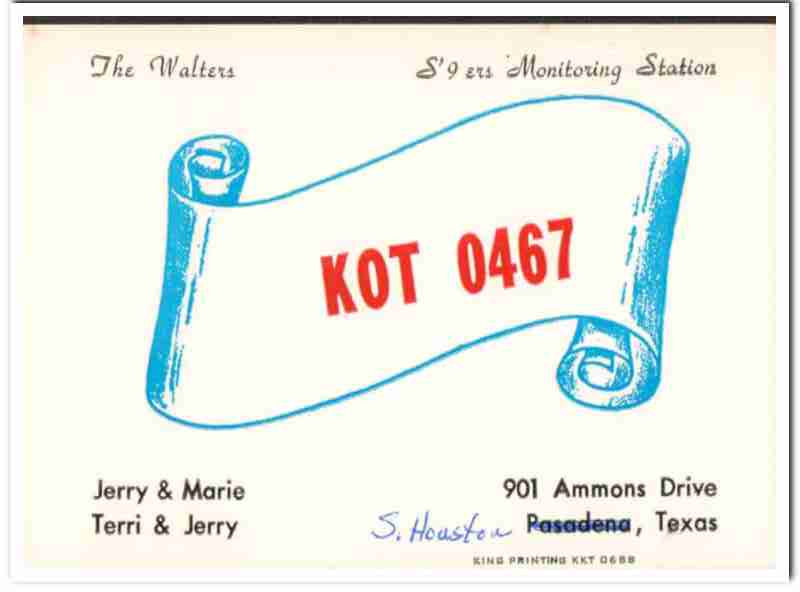 The Walters
S'9 ers Monitoring Station
KOT 0467
Jerry & Marie
Terri & Jerry
901 Ammons Drive
S. Houston Pasadena, Texas
KING PRINTING KKT 0688